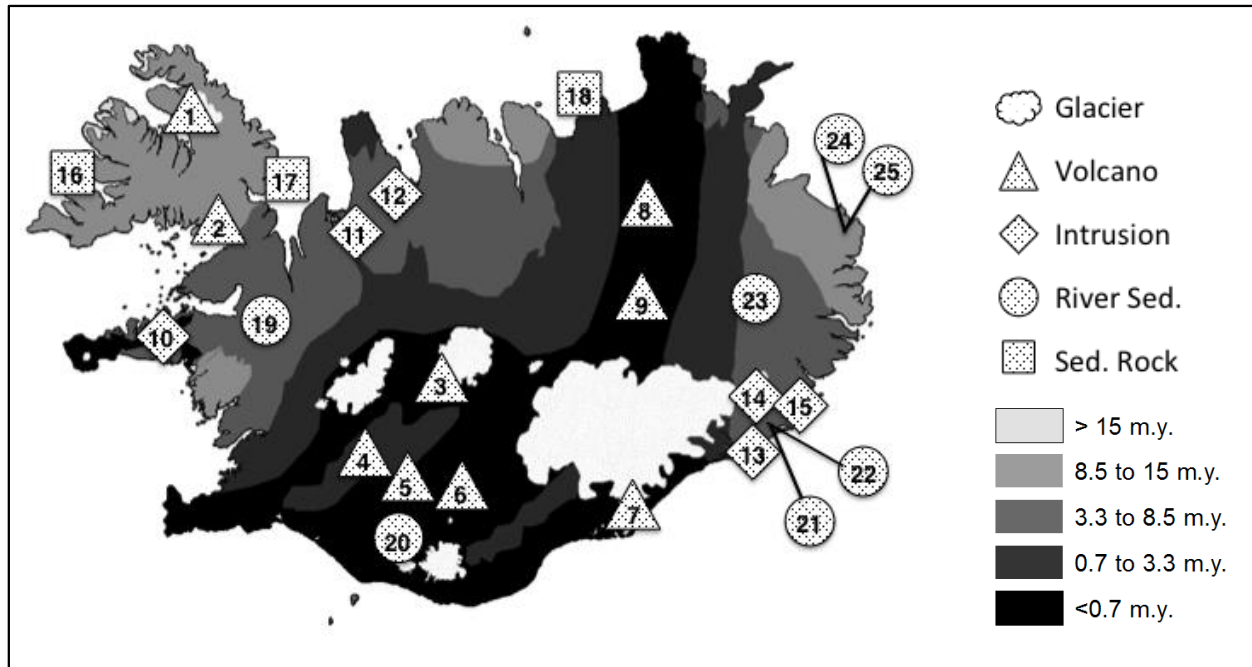 24
18
25
Glacier
1
16
17
Volcano
12
8
2
11
Intrusion
9
23
19
River Sed.
10
Sed. Rock
3
14
15
> 15 m.y.
4
13
5
6
22
8.5 to 15 m.y.
7
21
3.3 to 8.5 m.y.
20
0.7 to 3.3 m.y.
<0.7 m.y.